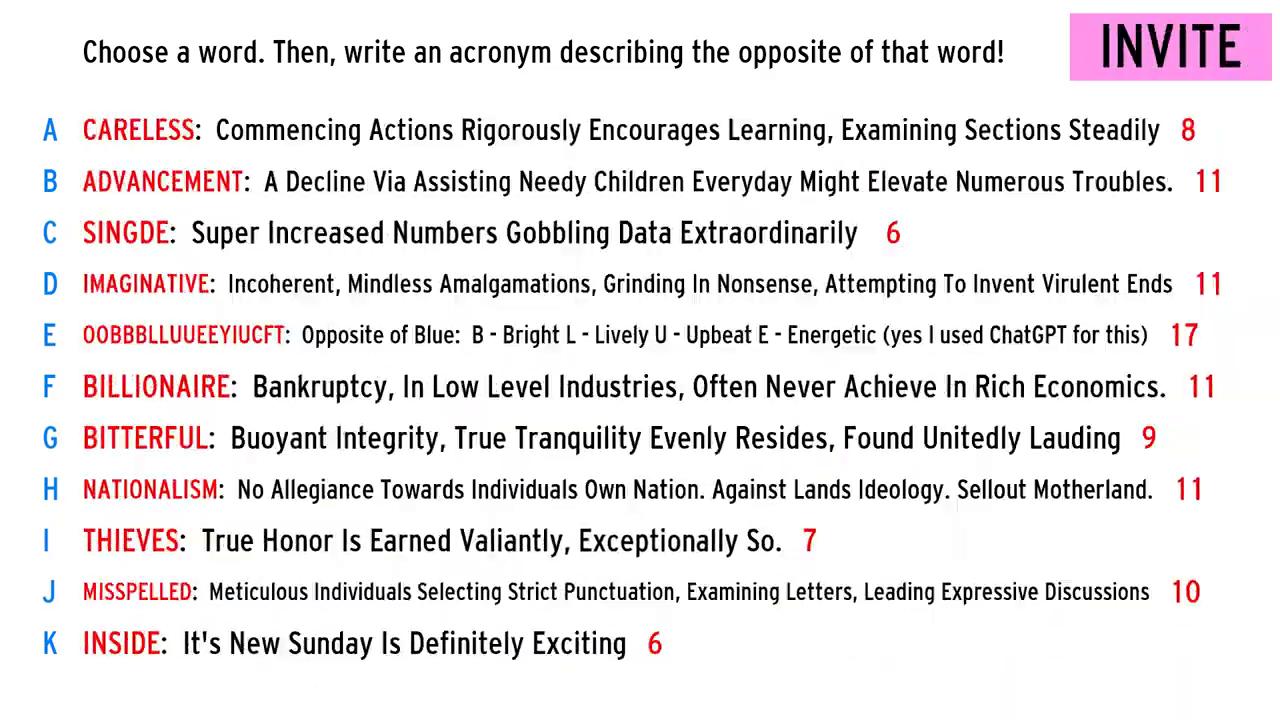 Choose a word. Then, write an acronym describing the opposite of that word!
INVITE
A CARELESS: Commencing Actions Rigorously Encourages Learning, Examining Sections Steadily 8
B ADVANCEMENT: A Decline Via Assisting Needy Children Everyday Might Elevate Numerous Troubles. 11
C SINGDE: Super Increased Numbers Gobbling Data Extraordinarily 6
D IMAGINATIVE: Incoherent, Mindless Amalgamations, Grinding In Nonsense, Attempting To Invent Virulent Ends 11
E OOBBBLLUUEEYIUCFT: Opposite of Blue: B - Bright L - Lively U - Upbeat E - Energetic (yes I used ChatGPT for this) 17
F BILLIONAIRE: Bankruptcy, In Low Level Industries, Often Never Achieve In Rich Economics. 11
G BITTERFUL: Buoyant Integrity, True Tranquility Evenly Resides, Found Unitedly Lauding 9
H NATIONALISM: No Allegiance Towards Individuals Own Nation. Against Lands Ideology. Sellout Motherland. 11
I THIEVES: True Honor Is Earned Valiantly, Exceptionally So. 7
J MISSPELLED: Meticulous Individuals Selecting Strict Punctuation, Examining Letters, Leading Expressive Discussions 10
K INSIDE: It's New Sunday Is Definitely Exciting 6